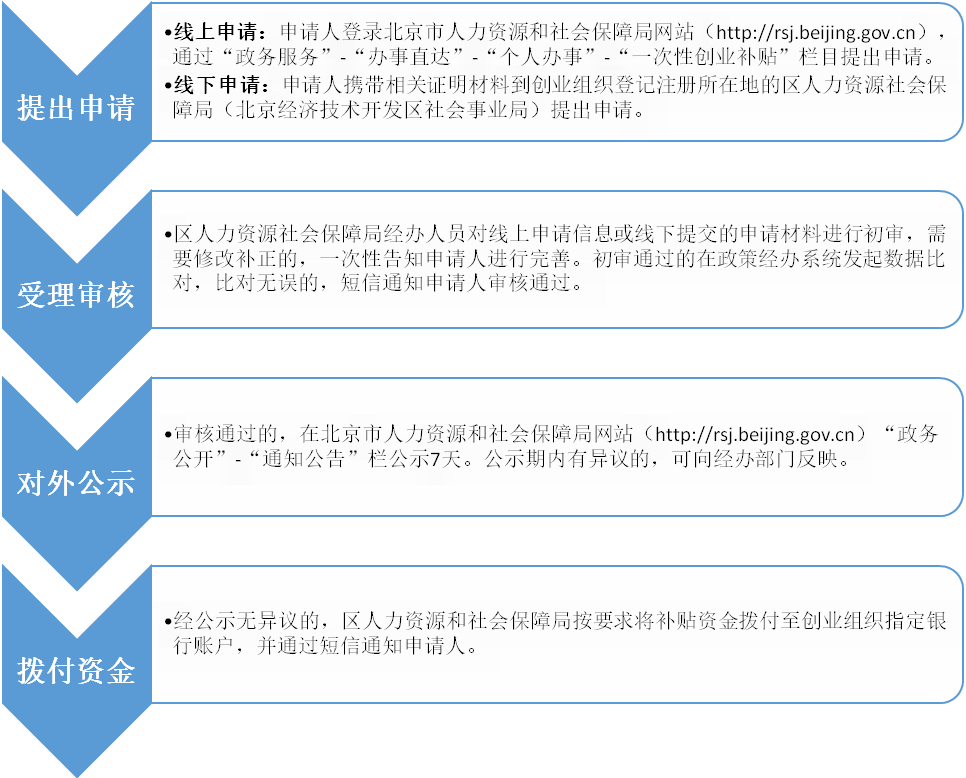 提出申请
•线上申请：申请人登录北京市人力资源和社会保障局网站（http://rsj.beijing.gov.cn），
通过“政务服务”-“办事直达”-“个人办事”-“一次性创业补贴”栏目提出申请。
•线下申请：申请人携带相关证明材料到创业组织登记注册所在地的区人力资源社会保
障局（北京经济技术开发区社会事业局）提出申请。
受理审核
•区人力资源社会保障局经办人员对线上申请信息或线下提交的申请材料进行初审，需
要修改补正的，一次性告知申请人进行完善。初审通过的在政策经办系统发起数据比
对，比对无误的，短信通知申请人审核通过。
对外公示
•审核通过的，在北京市人力资源和社会保障局网站（http://rsj.beijing.gov.cn）“政务
公开”-“通知公告”栏公示7天。公示期内有异议的，可向经办部门反映。
拨付资金
•经公示无异议的，区人力资源和社会保障局按要求将补贴资金拨付至创业组织指定银
行账户，并通过短信通知申请人。